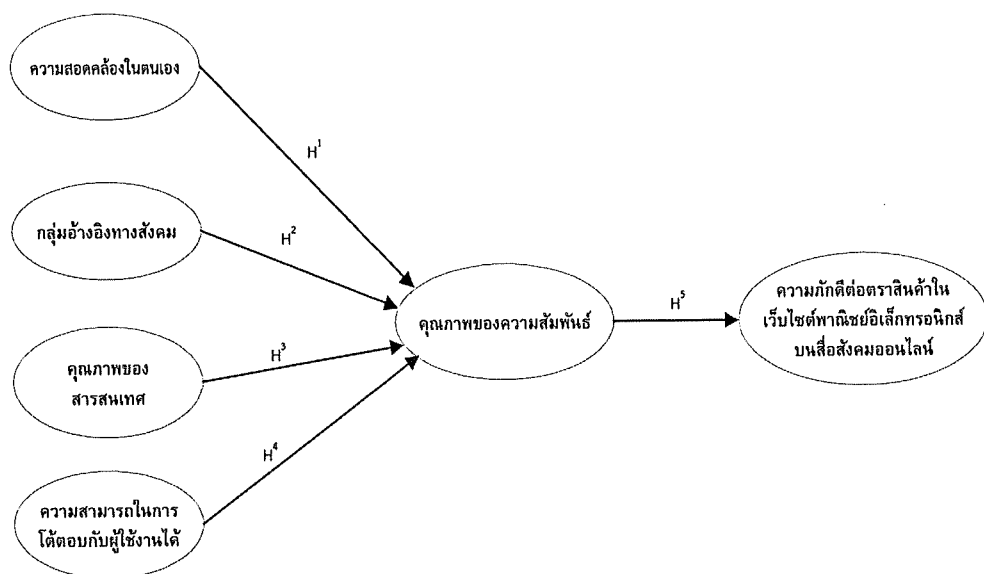 ความสอดคล้องในตนเอง
H1
กลุ่มอ้างอิงทางสังคม
H2
คุณภาพของ
สารสนเทศ
H3
ความสามารถในการ
โต้ตอบกับผู้ใช้งานได้
H4
คุณภาพของความสัมพันธ์
H5
ความภักดีต่อตราสินค้าใน
เว็บไซต์พาณิชย์อิเล็กทรอนิกส์
บนสื่อสังคมออนไลน์